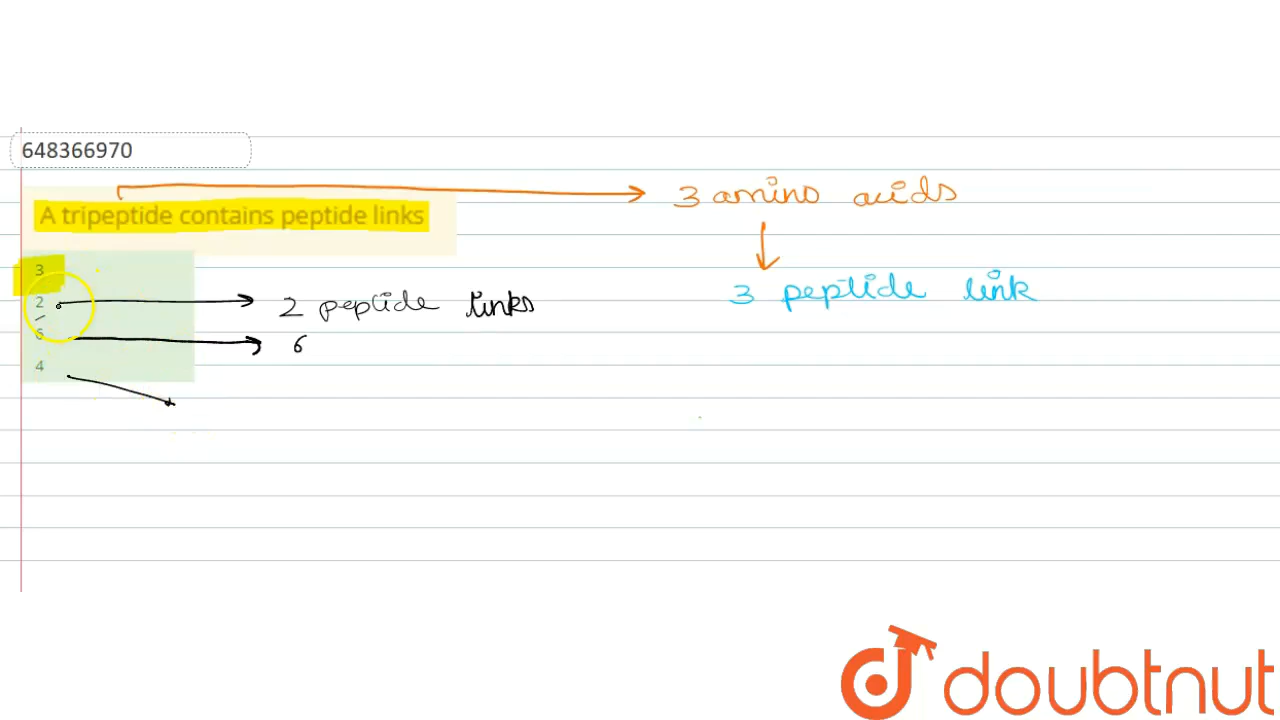 648366970
3 amino acids
A tripeptide contains peptide links
3
3 peptide link
2
2 peptide links
6
6
4
doubtnut